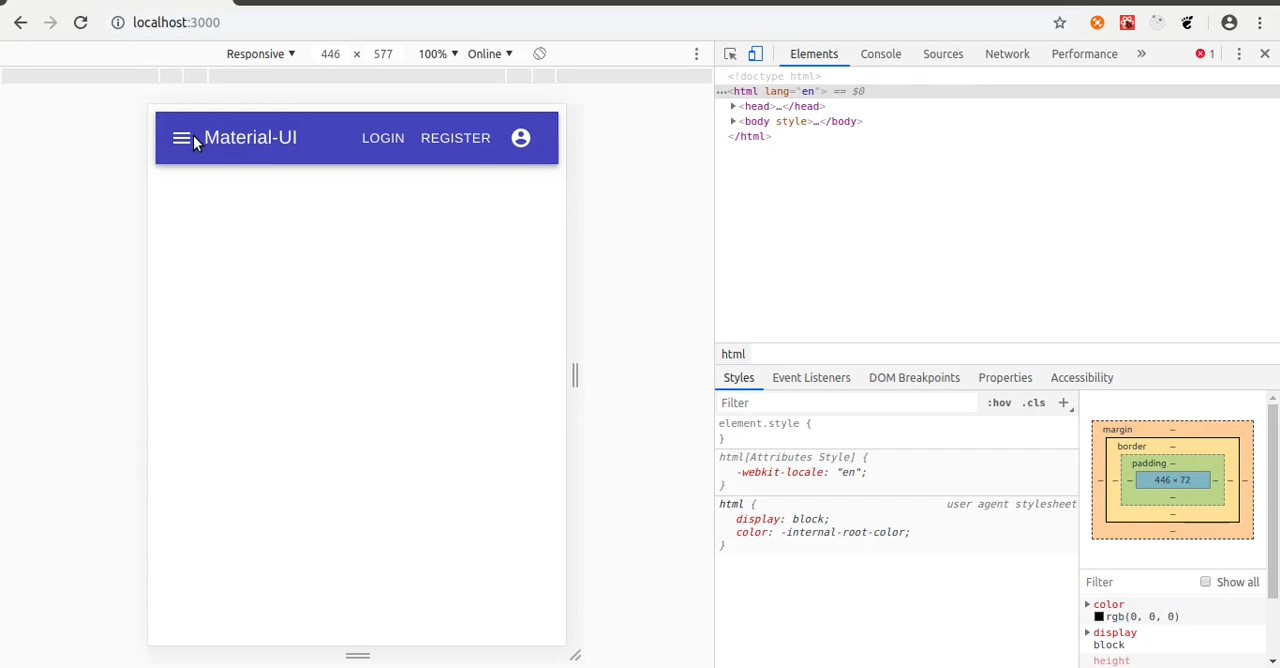 localhost:3000
Responsive ▼ 446 × 577 100% ▼ Online ▼
Elements Console Sources Network Performance » 1
Material-UI LOGIN REGISTER
<!doctype html>
…<html lang="en"> == $0
▶<head>…</head>
▶<body style>…</body>
</html>
html
Styles Event Listeners DOM Breakpoints Properties Accessibility
Filter :hov .cls +
element.style {
}
html[Attributes Style] {
-webkit-locale: "en";
}
html { user agent stylesheet
display: block;
color: -internal-root-color;
}
margin –
border –
padding –
– – – 446 × 72 – – –
–
–
–
Filter Show all
▶color
rgb(0, 0, 0)
▶display
block
height